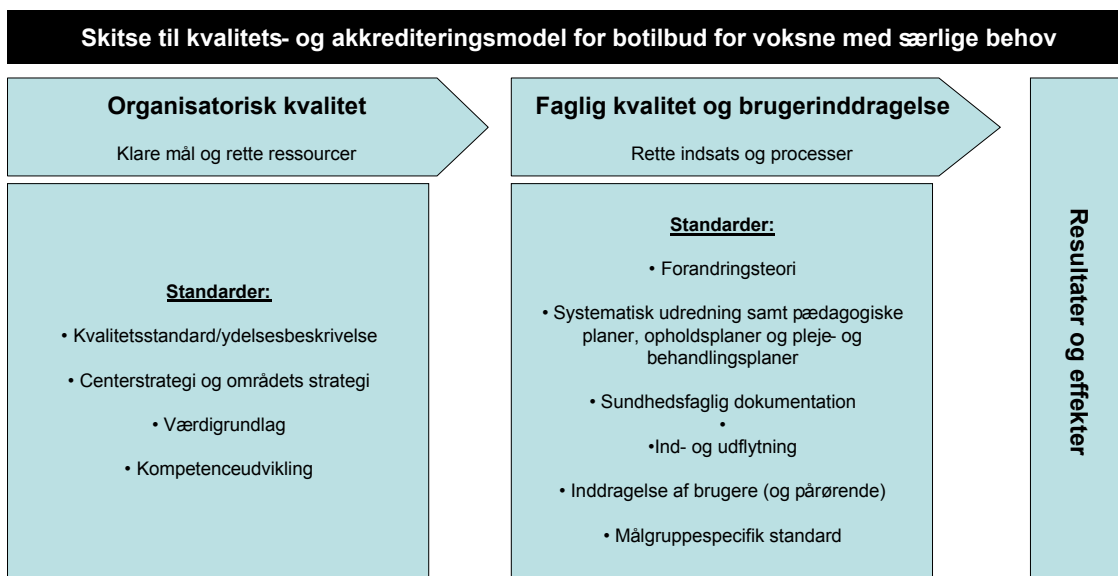 Skitse til kvalitets- og akkrediteringsmodel for botilbud for voksne med særlige behov
Organisatorisk kvalitet
Klare mål og rette ressourcer
Standarder:
• Kvalitetsstandard/ydelsesbeskrivelse
• Centerstrategi og områdets strategi
• Værdigrundlag
• Kompetenceudvikling
Faglig kvalitet og brugerinddragelse
Rette indsats og processer
Standarder:
• Forandringsteori
• Systematisk udredning samt pædagogiske
planer, opholdsplaner og pleje- og
behandlingsplaner
• Sundhedsfaglig dokumentation
•
•Ind- og udflytning
• Inddragelse af brugere (og pårørende)
• Målgruppespecifik standard
Resultater og effekter